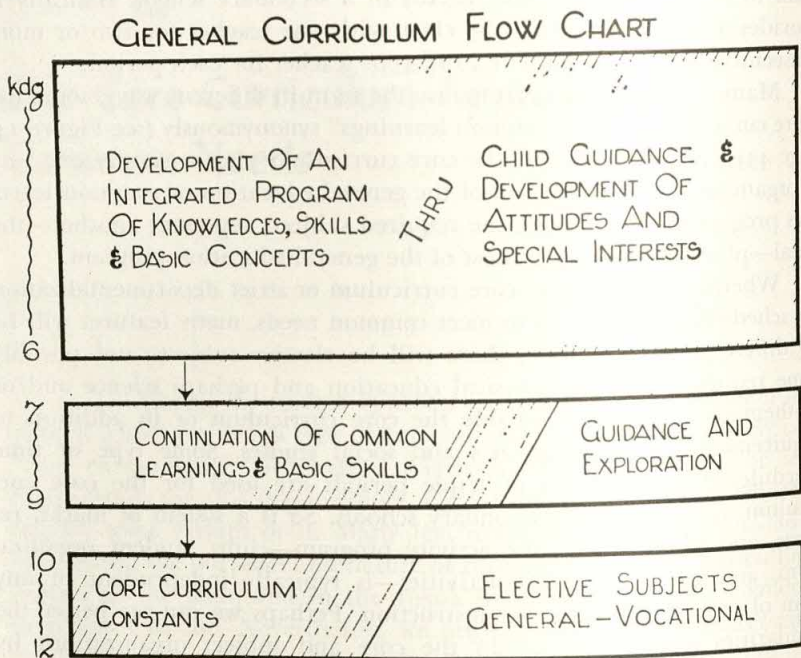 GENERAL CURRICULUM FLOW CHART
kdg
DEVELOPMENT OF AN
INTEGRATED PROGRAM
OF KNOWLEDGES, SKILLS
& BASIC CONCEPTS
THRU
CHILD GUIDANCE &
DEVELOPMENT OF
ATTITUDES AND
SPECIAL INTERESTS
6
7
CONTINUATION OF COMMON
LEARNINGS & BASIC SKILLS
GUIDANCE AND
EXPLORATION
9
10
CORE CURRICULUM
CONSTANTS
ELECTIVE SUBJECTS
GENERAL - VOCATIONAL
12